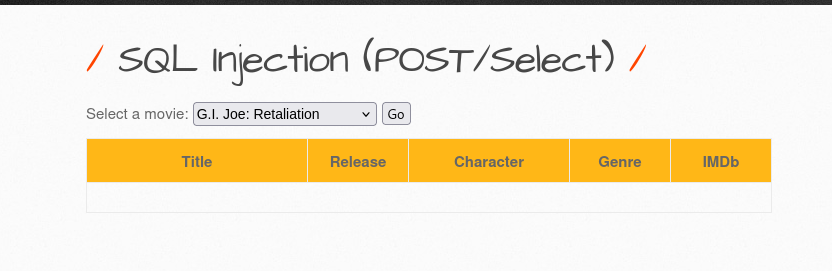 / SQL Injection (POST/Select) /
Select a movie: G.I. Joe: Retaliation Go
Title Release Character Genre IMDb